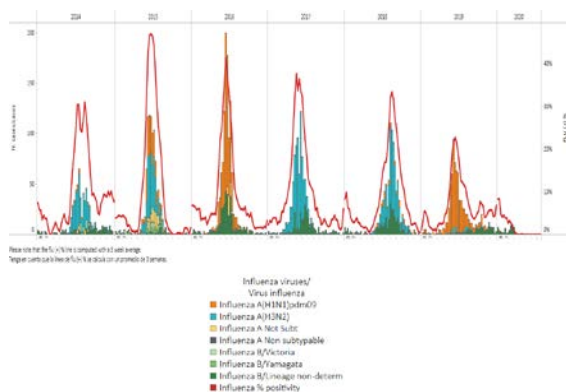 2014 2015 2016 2017 2018 2019 2020
200
150
100
50
0
40%
30%
20%
10%
0%
Please note that the flu (+) % line is computed with a 3 week average.
Tenga en cuenta que la línea de flu (+) % se calcula con un promedio de 3 semanas.
Influenza viruses/
Virus influenza
Influenza A(H1N1)pdm09
Influenza A(H3N2)
Influenza A Not Subt
Influenza A Non subtypable
Influenza B/Victoria
Influenza B/Yamagata
Influenza B/Lineage non-determ
Influenza % positivity